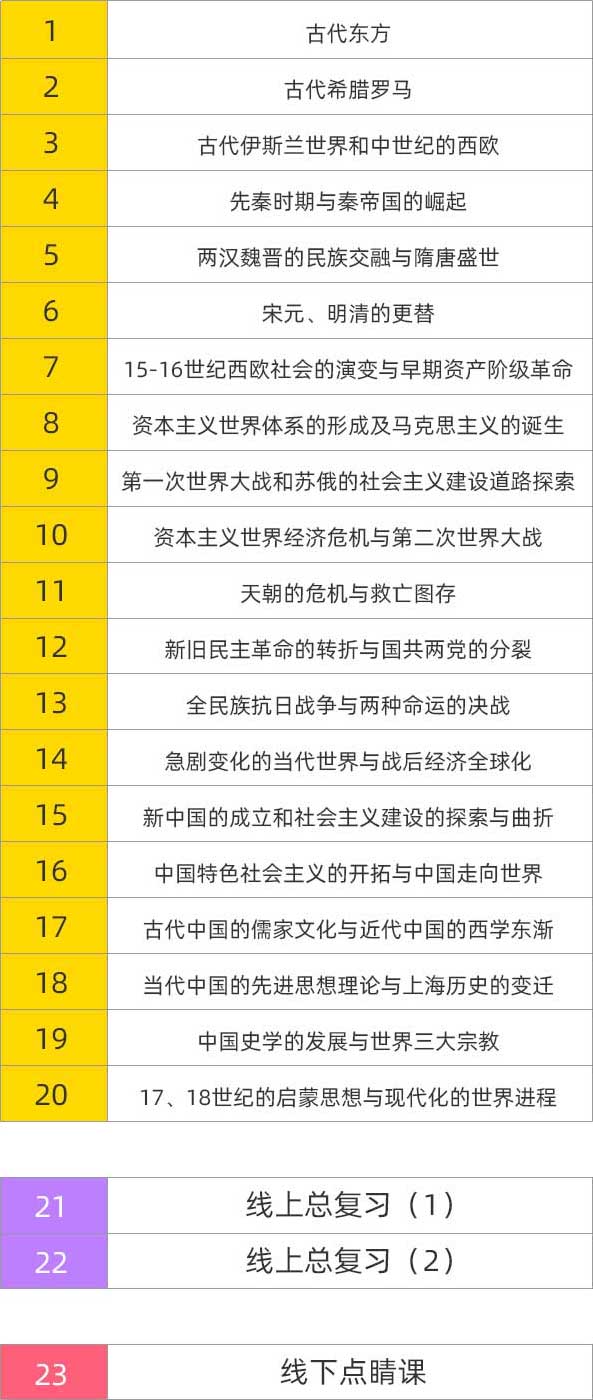 1 古代东方
2 古代希腊罗马
3 古代伊斯兰世界和中世纪的西欧
4 先秦时期与秦帝国的崛起
5 两汉魏晋的民族交融与隋唐盛世
6 宋元、明清的更替
7 15-16世纪西欧社会的演变与早期资产阶级革命
8 资本主义世界体系的形成及马克思主义的诞生
9 第一次世界大战和苏俄的社会主义建设道路探索
10 资本主义世界经济危机与第二次世界大战
11 天朝的危机与救亡图存
12 新旧民主革命的转折与国共两党的分裂
13 全民族抗日战争与两种命运的决战
14 急剧变化的当代世界与战后经济全球化
15 新中国的成立和社会主义建设的探索与曲折
16 中国特色社会主义的开拓与中国走向世界
17 古代中国的儒家文化与近代中国的西学东渐
18 当代中国的先进思想理论与上海历史的变迁
19 中国史学的发展与世界三大宗教
20 17、18世纪的启蒙思想与现代化的世界进程
21 线上总复习（1）
22 线上总复习（2）
23 线下点睛课